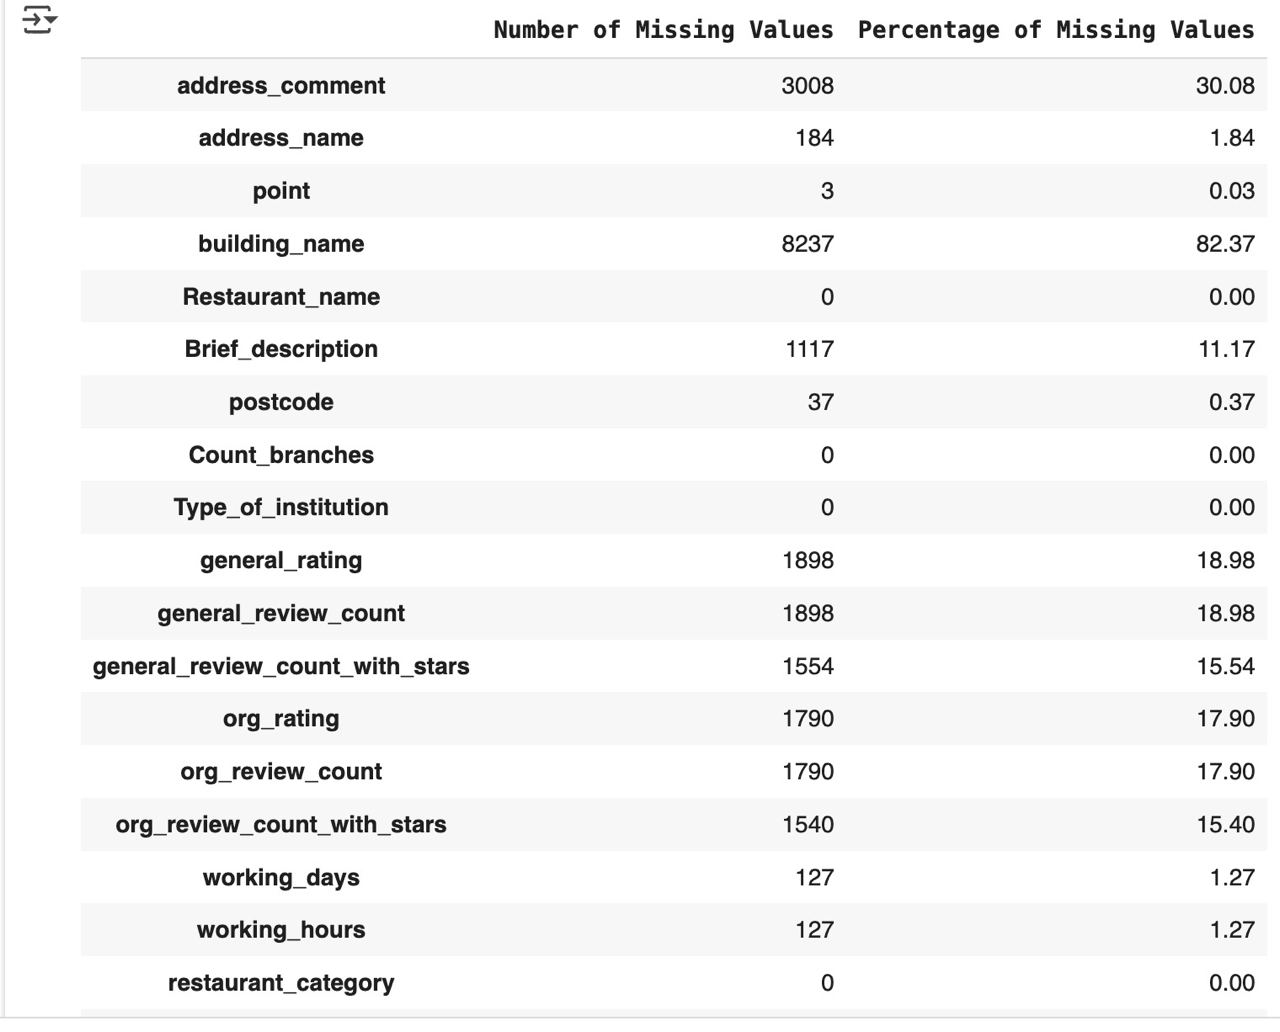 Number of Missing Values Percentage of Missing Values
address_comment 3008 30.08
address_name 184 1.84
point 3 0.03
building_name 8237 82.37
Restaurant_name 0 0.00
Brief_description 1117 11.17
postcode 37 0.37
Count_branches 0 0.00
Type_of_institution 0 0.00
general_rating 1898 18.98
general_review_count 1898 18.98
general_review_count_with_stars 1554 15.54
org_rating 1790 17.90
org_review_count 1790 17.90
org_review_count_with_stars 1540 15.40
working_days 127 1.27
working_hours 127 1.27
restaurant_category 0 0.00